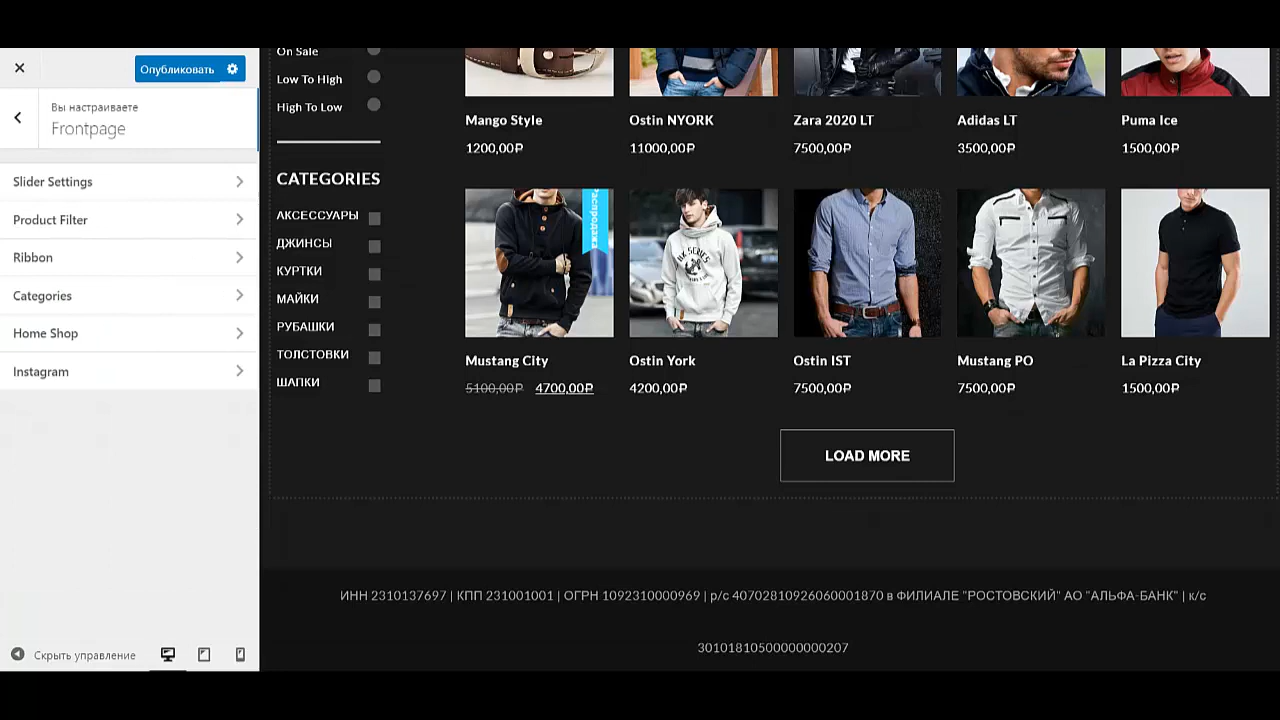 Опубликовать
Вы настраиваете
Frontpage
Slider Settings
Product Filter
Ribbon
Categories
Home Shop
Instagram
Скрыть управление
On Sale
Low To High
High To Low
CATEGORIES
АКСЕССУАРЫ
ДЖИНСЫ
КУРТКИ
МАЙКИ
РУБАШКИ
ТОЛСТОВКИ
ШАПКИ
Mango Style
1200,00₽
Ostin NYORK
11000,00₽
Zara 2020 LT
7500,00₽
Adidas LT
3500,00₽
Puma Ice
1500,00₽
Распродажа
Mustang City
5100,00₽ 4700,00₽
Ostin York
4200,00₽
Ostin IST
7500,00₽
Mustang PO
7500,00₽
La Pizza City
1500,00₽
LOAD MORE
ИНН 2310137697 | КПП 231001001 | ОГРН 1092310000969 | р/с 40702810926060001870 в ФИЛИАЛЕ "РОСТОВСКИЙ" АО "АЛЬФА-БАНК" | к/с
30101810500000000207